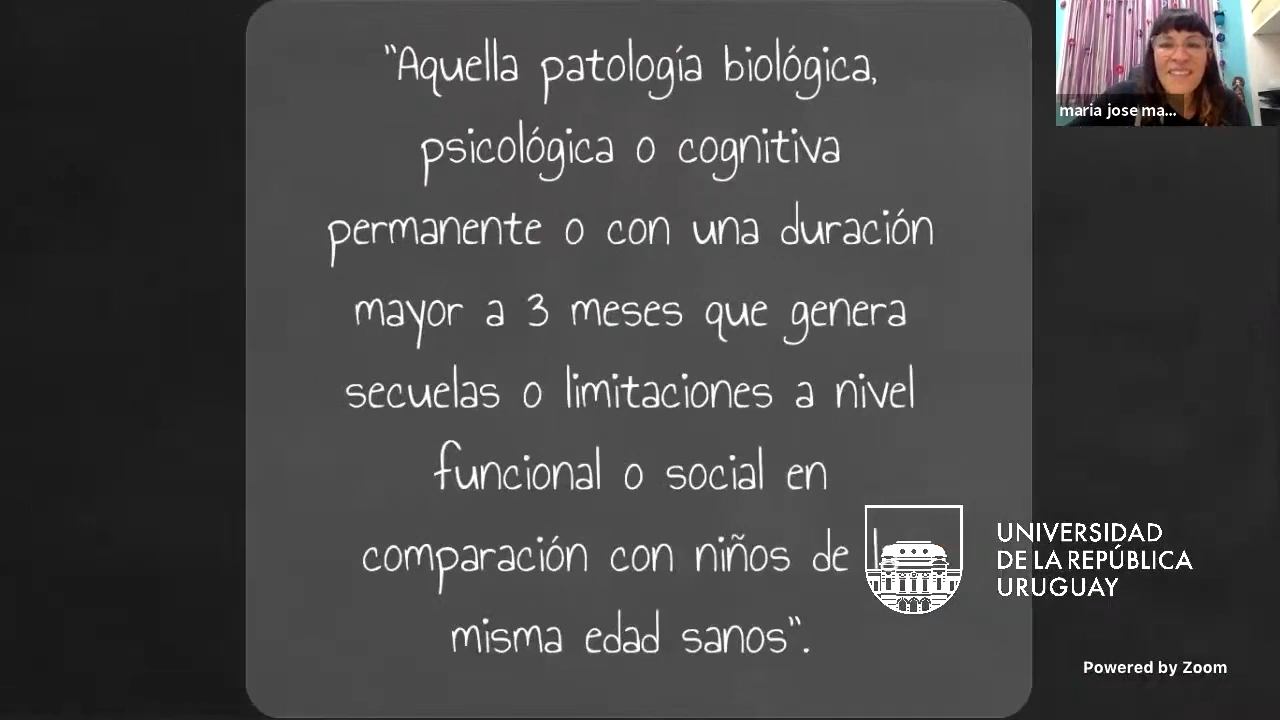 "Aquella patología biológica,
psicológica o cognitiva
permanente o con una duración
mayor a 3 meses que genera
secuelas o limitaciones a nivel
funcional o social en
comparación con niños de
misma edad sanos".
maria jose ma...
UNIVERSIDAD
DE LA REPÚBLICA
URUGUAY
Powered by Zoom